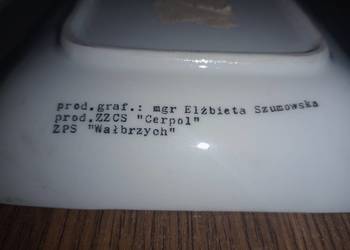 prod.graf.: mgr Elżbieta Szumowska
prod.ZZCS "Cerpol"
ZPS "Wałbrzych"